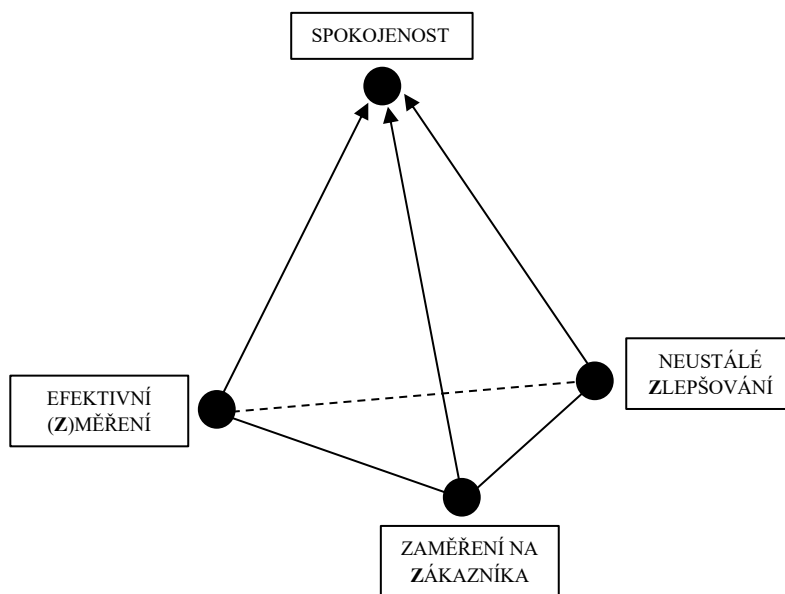 SPOKOJENOST
NEUSTÁLÉ
ZLEPŠOVÁNÍ
EFEKTIVNÍ
(Z)MĚŘENÍ
ZAMĚŘENÍ NA
ZÁKAZNÍKA